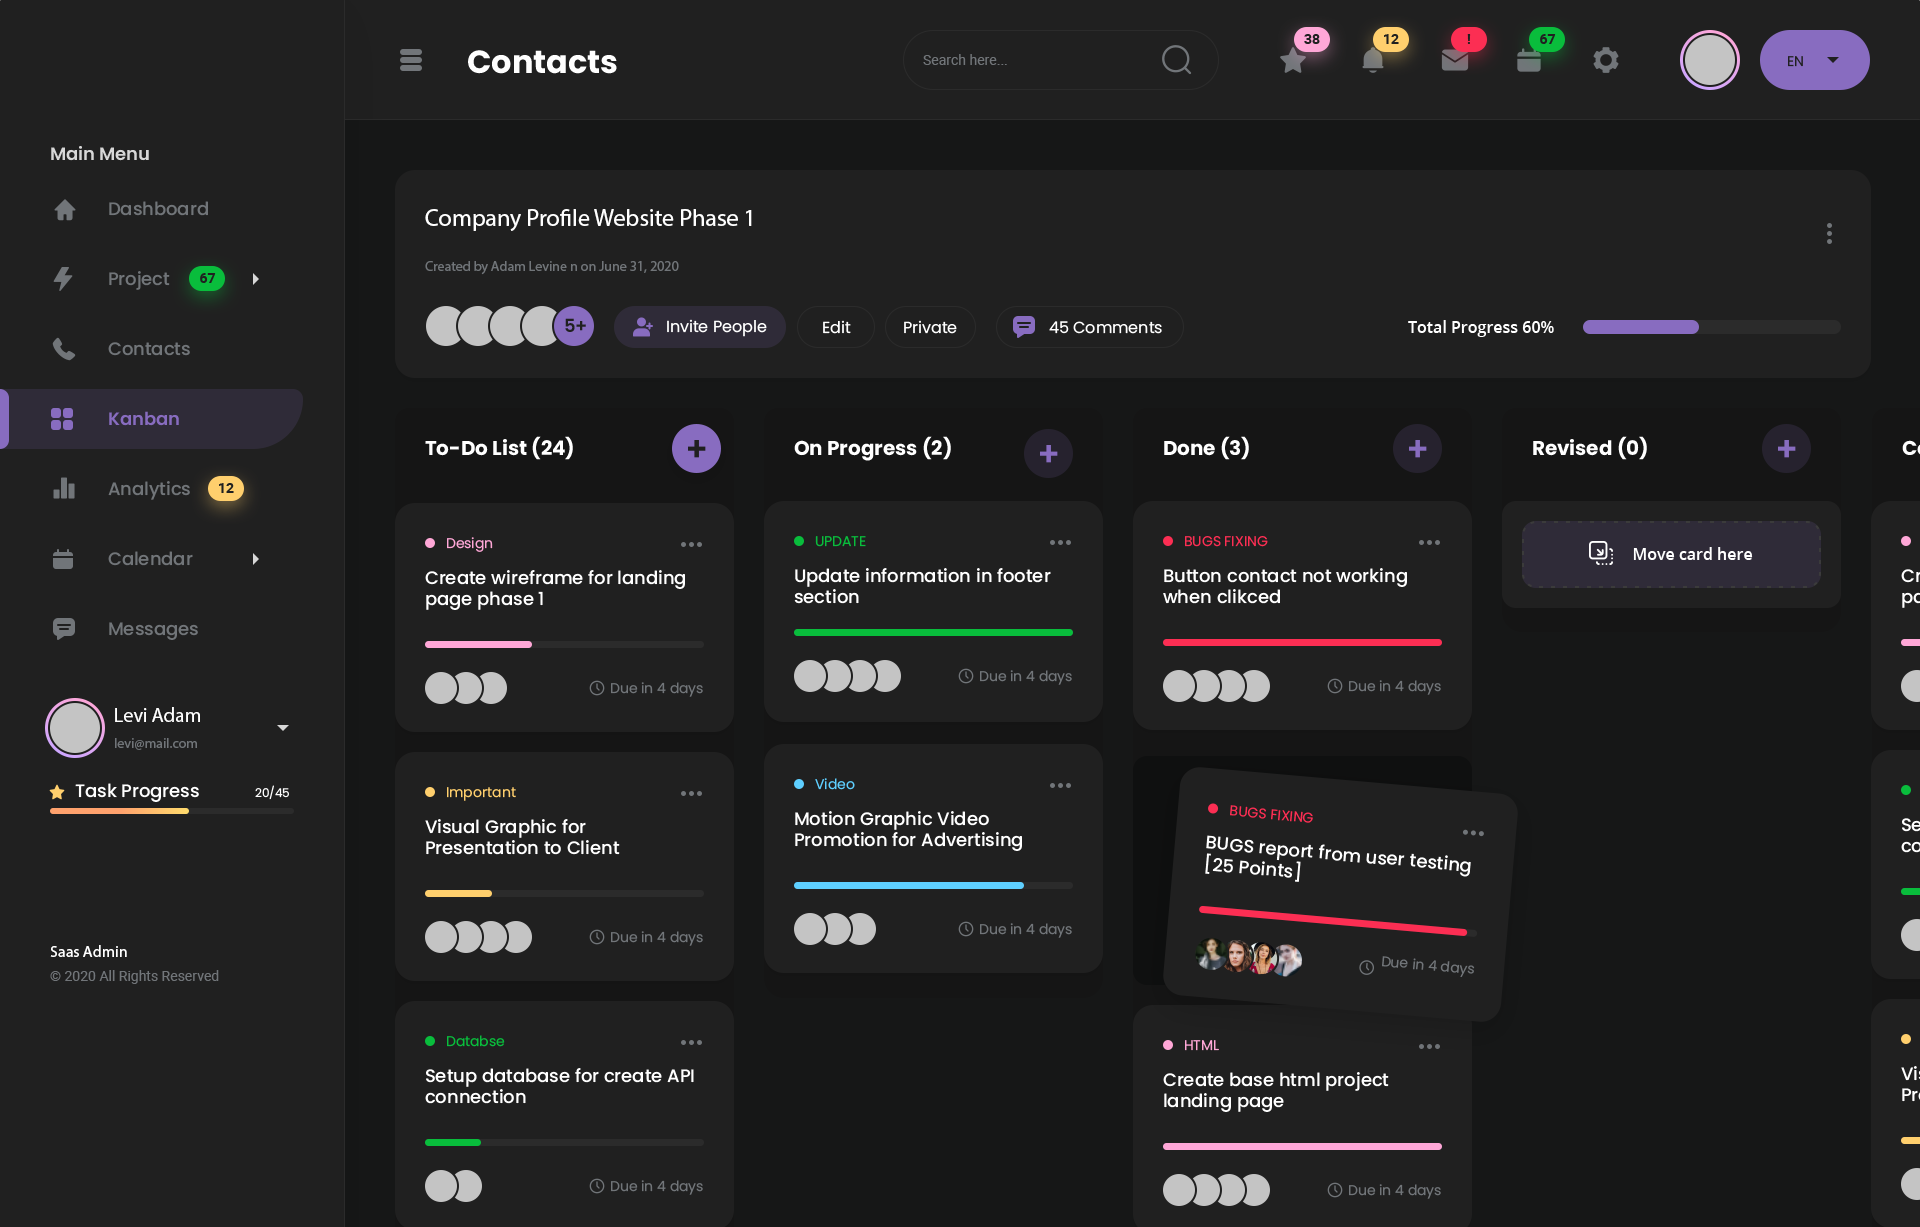 Contacts
Search here...
38
12
!
67
EN
Main Menu
Dashboard
Project
67
Contacts
Kanban
Analytics
12
Calendar
Messages
Levi Adam
levi@mail.com
Task Progress
20/45
Saas Admin
© 2020 All Rights Reserved
Company Profile Website Phase 1
Created by Adam Levine n on June 31, 2020
5+
Invite People
Edit
Private
45 Comments
Total Progress 60%
To-Do List (24)
Design
Create wireframe for landing
page phase 1
Due in 4 days
Important
Visual Graphic for
Presentation to Client
Due in 4 days
Databse
Setup database for create API
connection
Due in 4 days
On Progress (2)
UPDATE
Update information in footer
section
Due in 4 days
Video
Motion Graphic Video
Promotion for Advertising
Due in 4 days
Done (3)
BUGS FIXING
Button contact not working
when clikced
Due in 4 days
BUGS FIXING
BUGS report from user testing
[25 Points]
Due in 4 days
HTML
Create base html project
landing page
Due in 4 days
Revised (0)
Move card here